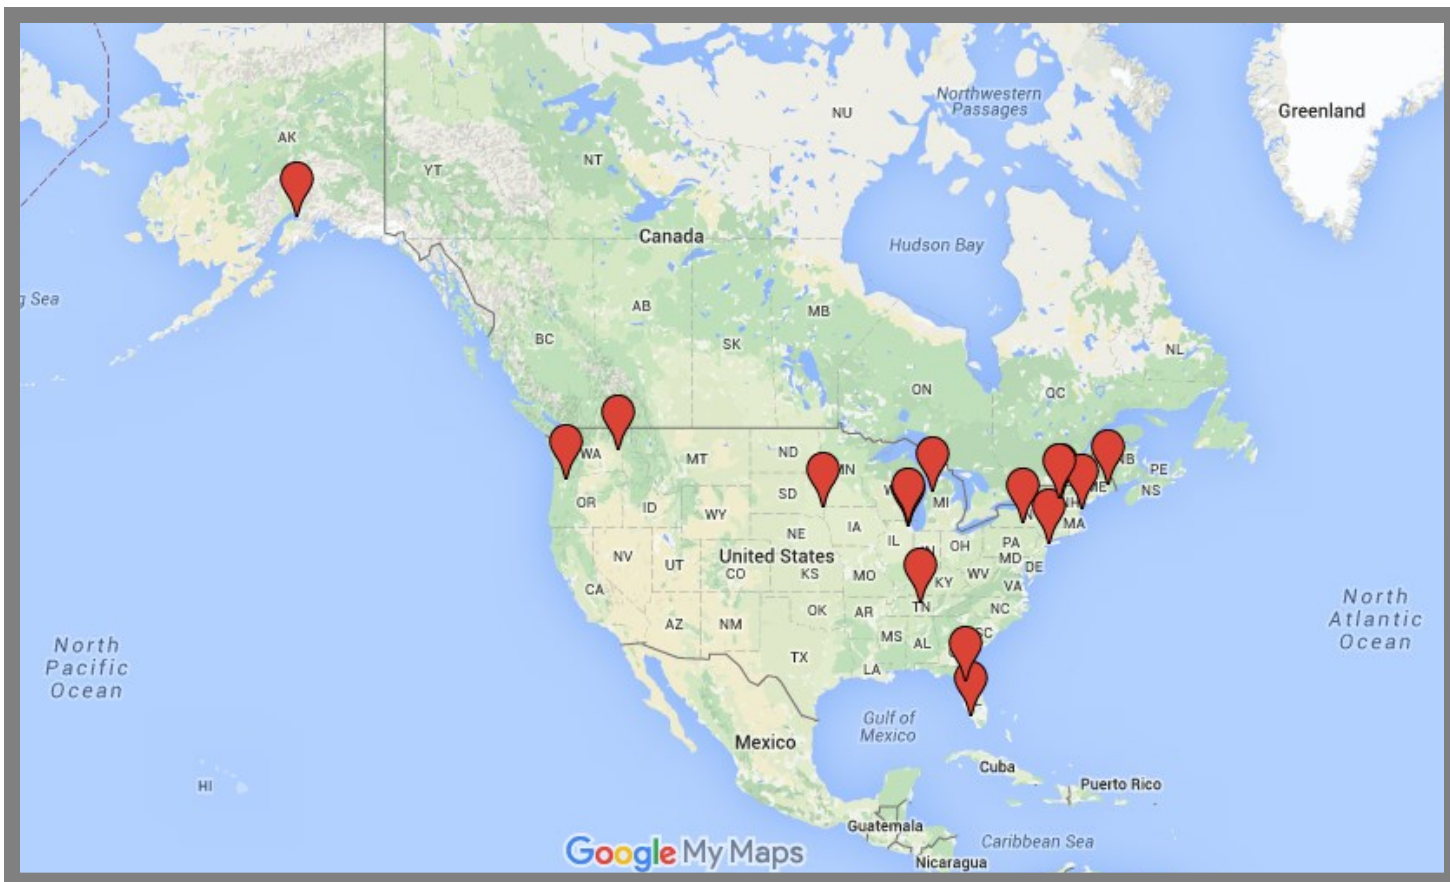 Northwestern
Passages
NU
Greenland
AK
NT
YT
Canada
Hudson Bay
g Sea
AB
MB
BC
SK
NL
ON
QC
WA
MT
ND
MN
NB
PE
ME
NS
SD
MI
OR
ID
WY
NH
MA
IA
NE
IL
PA
OH
NV
United States
MD
UT
CO
KS
MO
KY
WV
DE
VA
CA
OK
AR
TN
NC
AZ
NM
MS
AL
SC
TX
LA
North
Pacific
Ocean
North
Atlantic
Ocean
Gulf of
Mexico
Mexico
Cuba
HI
Puerto Rico
Guatemala
Caribbean Sea
Google My Maps
Nicaragua